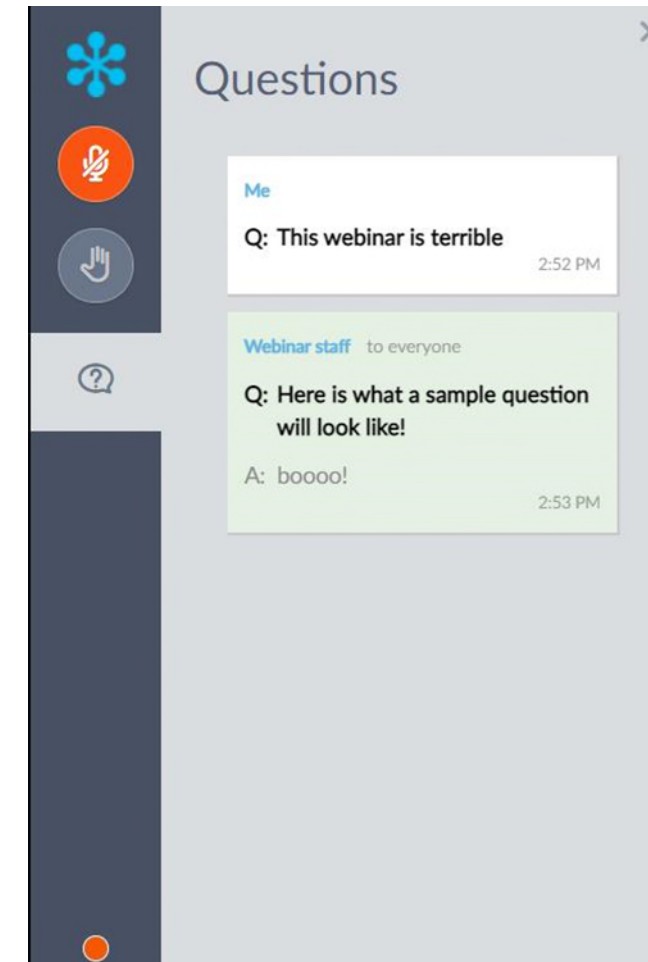 Questions
Me
Q: This webinar is terrible
2:52 PM
Webinar staff to everyone
Q: Here is what a sample question
will look like!
A: boooo!
2:53 PM